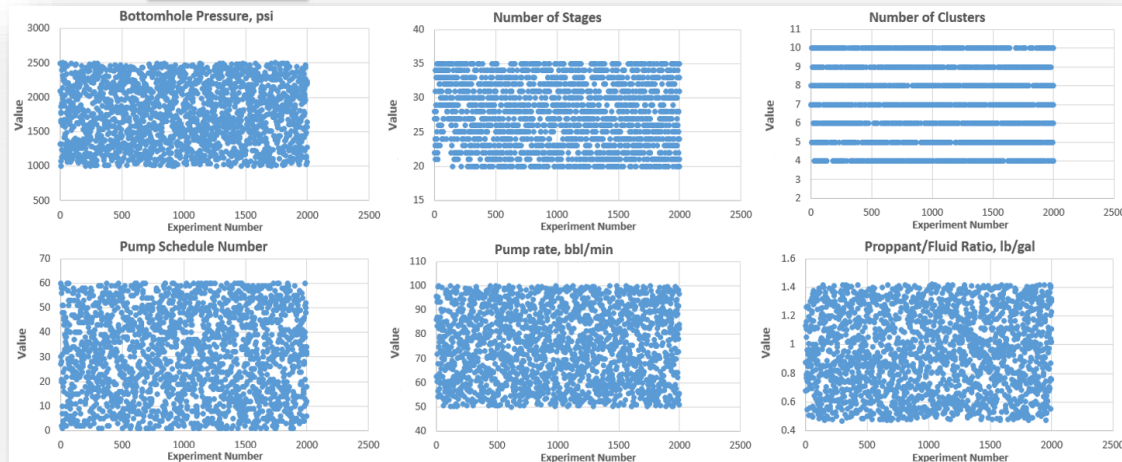 Bottomhole Pressure, psi
3000
2500
2000
1500
1000
500
Value
0 500 1000 1500 2000 2500
Experiment Number
Number of Stages
40
35
30
25
20
15
Value
0 500 1000 1500 2000 2500
Experiment Number
Number of Clusters
11
10
9
8
7
6
5
4
3
2
Value
0 500 1000 1500 2000 2500
Experiment Number
Pump Schedule Number
70
60
50
40
30
20
10
0
Value
0 500 1000 1500 2000 2500
Experiment Number
Pump rate, bbl/min
110
100
90
80
70
60
50
40
Value
0 500 1000 1500 2000 2500
Experiment Number
Proppant/Fluid Ratio, lb/gal
1.6
1.4
1.2
1
0.8
0.6
0.4
Value
0 500 1000 1500 2000 2500
Experiment Number